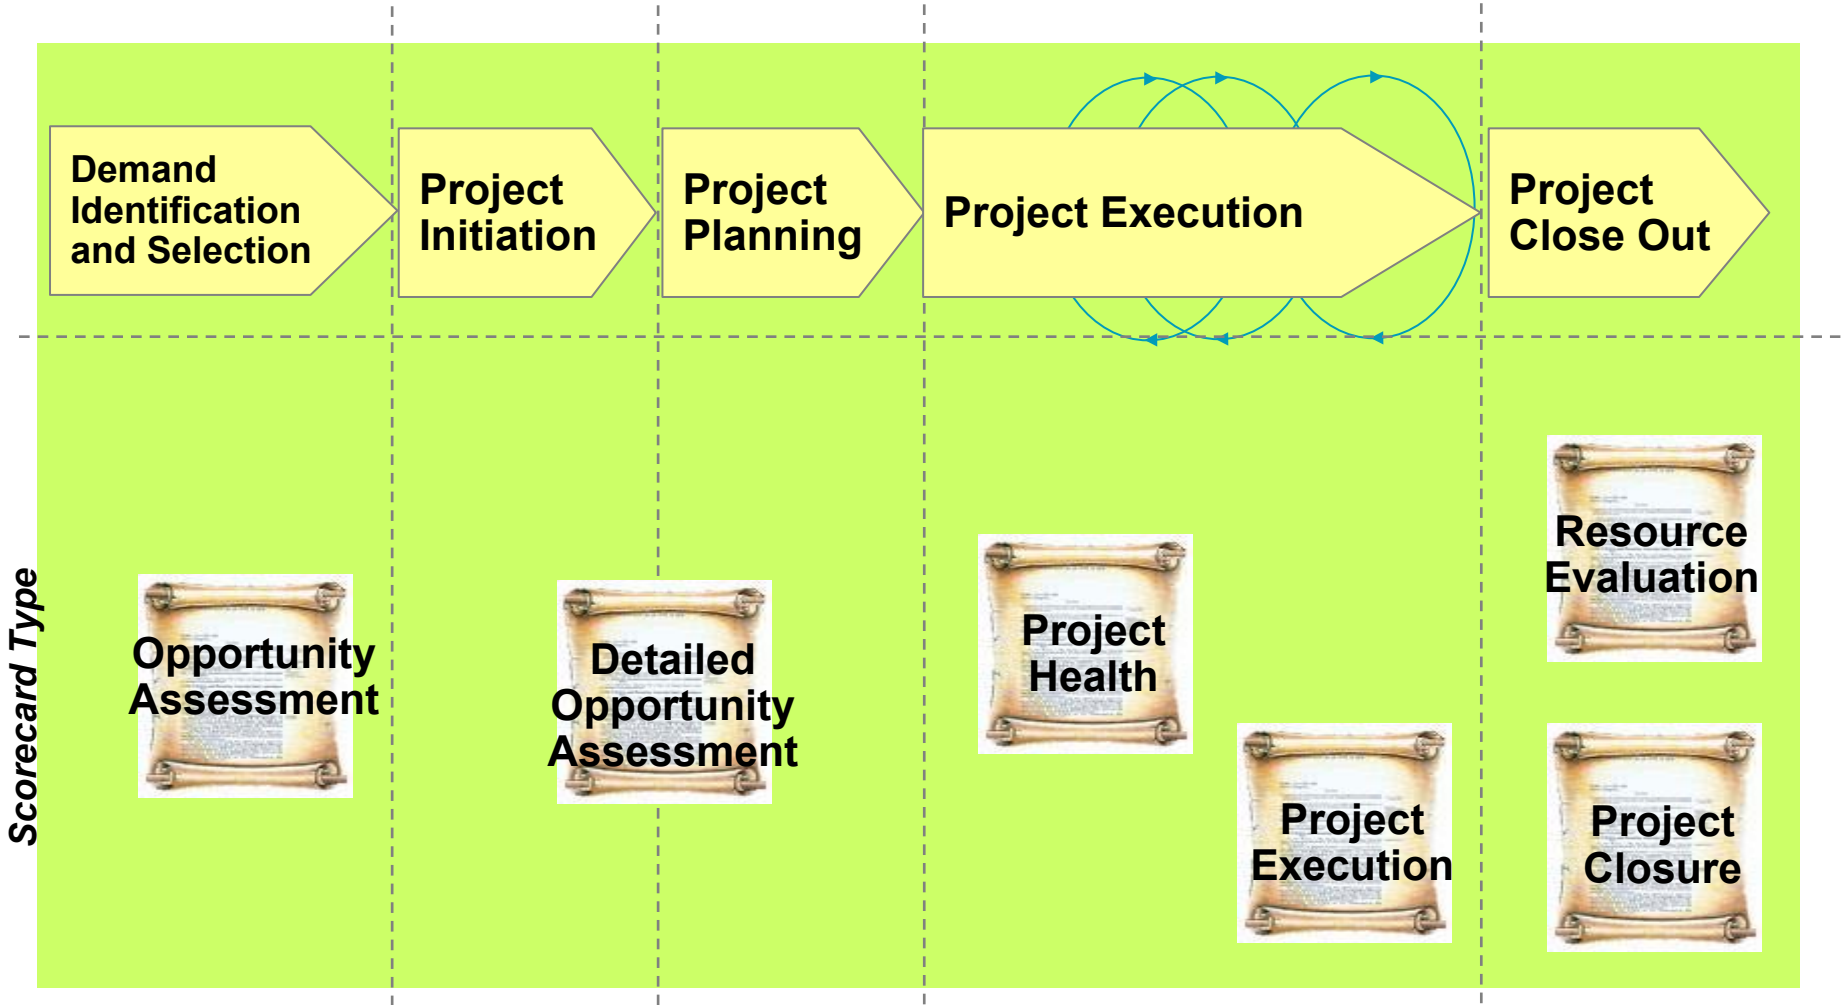 Demand
Identification
and Selection
Project
Initiation
Project
Planning
Project Execution
Project
Close Out
Scorecard Type
Opportunity
Assessment
Detailed
Opportunity
Assessment
Project
Health
Project
Execution
Resource
Evaluation
Project
Closure